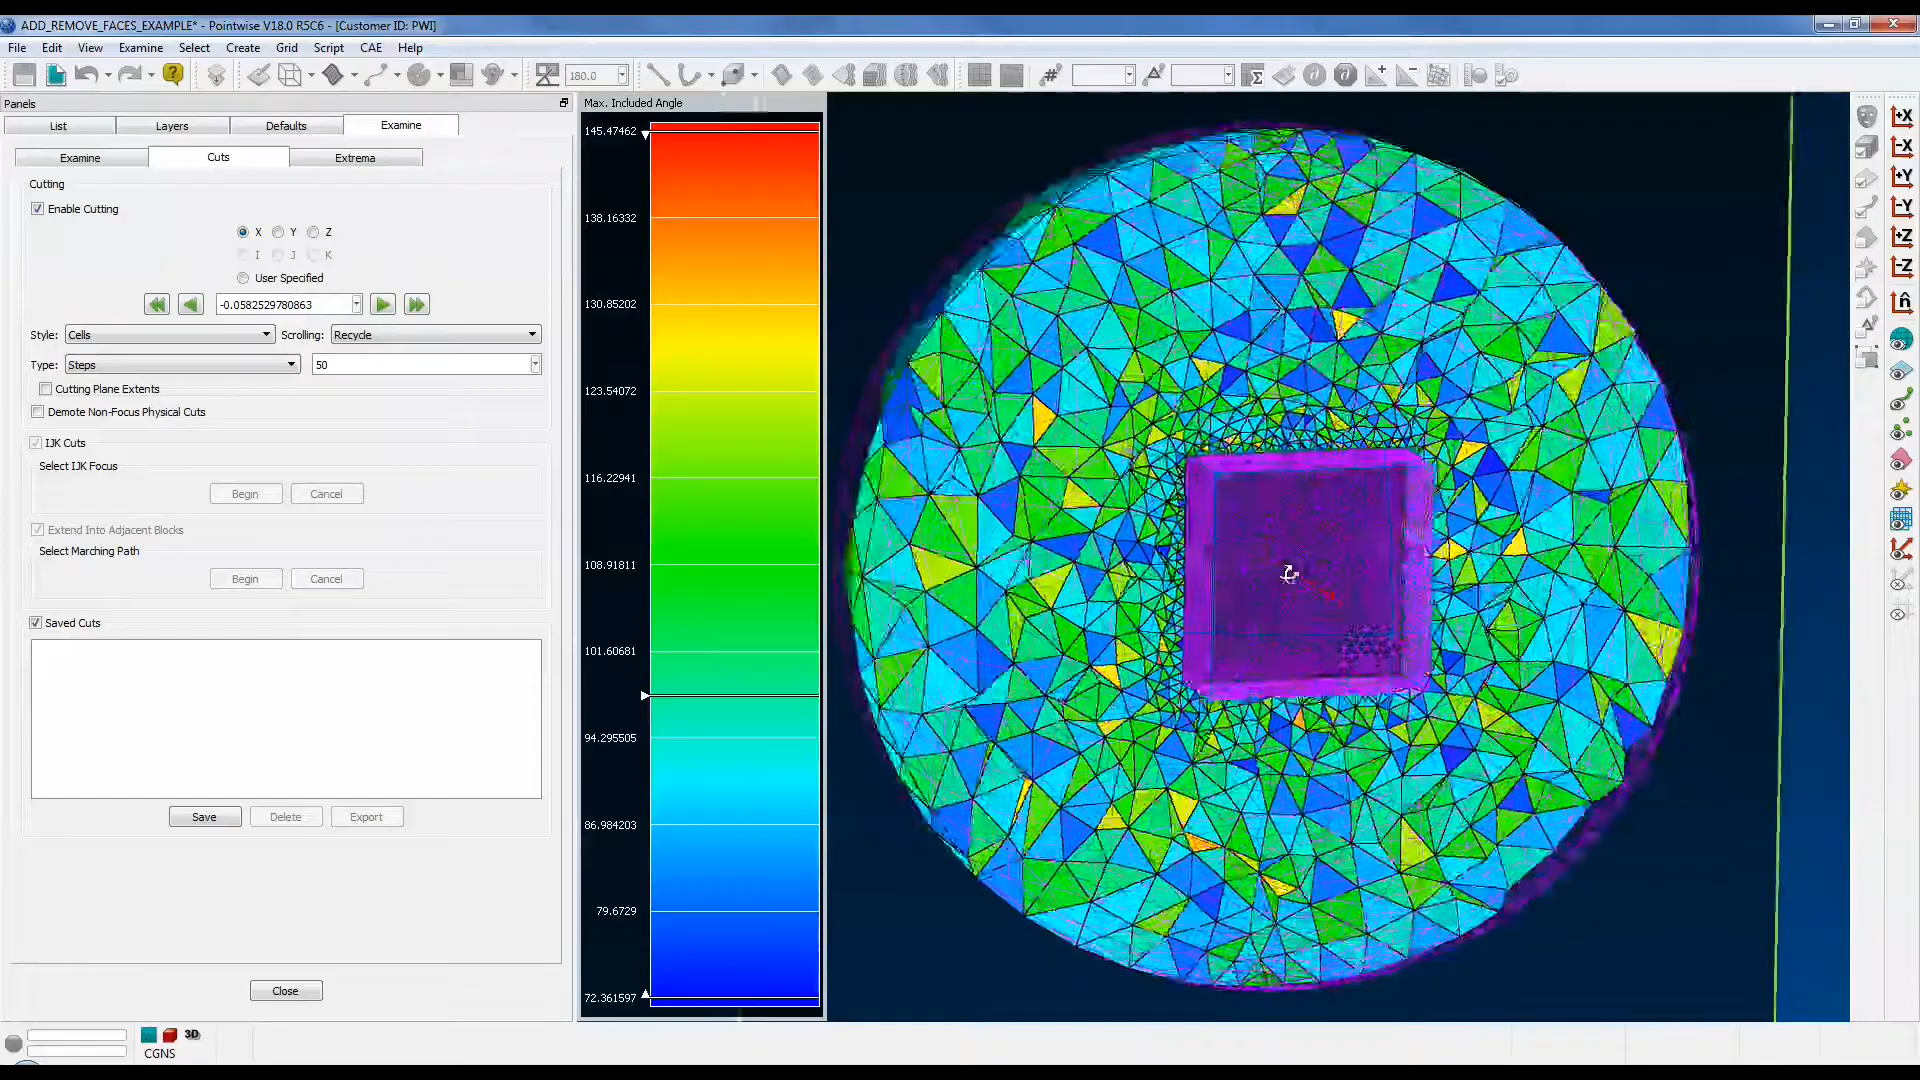 ADD_REMOVE_FACES_EXAMPLE* - Pointwise V18.0 R5C6 - [Customer ID: PWI]
File Edit View Examine Select Create Grid Script CAE Help
180.0
Panels
List Layers Defaults Examine
Examine Cuts Extrema
Cutting
Enable Cutting
X Y Z
I J K
User Specified
-0.0582529780863
Style: Cells Scrolling: Recycle
Type: Steps 50
Cutting Plane Extents
Demote Non-Focus Physical Cuts
IJK Cuts
Select IJK Focus
Begin Cancel
Extend Into Adjacent Blocks
Select Marching Path
Begin Cancel
Saved Cuts
Save Delete Export
Close
Max. Included Angle
145.47462
138.16332
130.85202
123.54072
116.22941
108.91811
101.60681
94.295505
86.984203
79.6729
72.361597
+X
-X
+Y
-Y
+Z
-Z
n̂
3D
CGNS